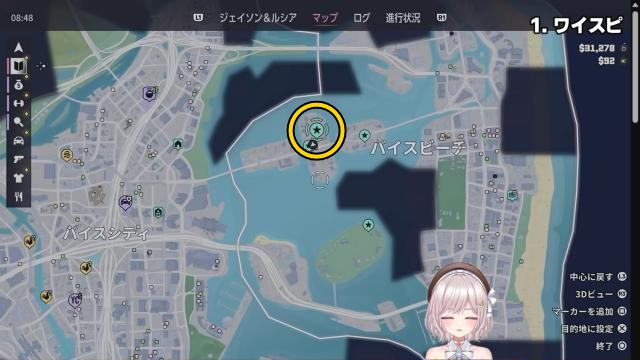 08:48
L1 ジェイソン&ルシア マップ ログ 進行状況 R1
1. ワイスピ
$31,278
$92
バイスビーチ
バイスシティ
中心に戻す L3
3Dビュー R3
マーカーを追加
目的地に設定
終了